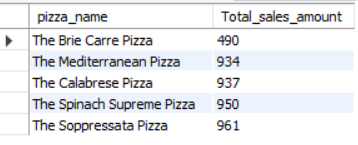 pizza_name Total_sales_amount
The Brie Carre Pizza 490
The Mediterranean Pizza 934
The Calabrese Pizza 937
The Spinach Supreme Pizza 950
The Soppressata Pizza 961